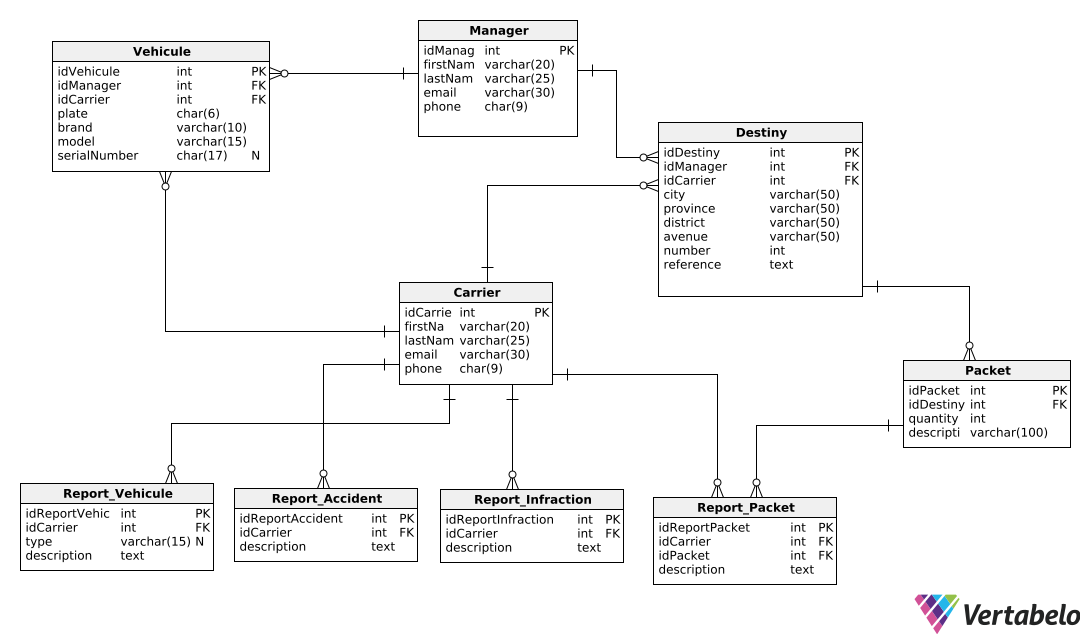 Manager
idManag int PK
firstNam varchar(20)
lastNam varchar(25)
email varchar(30)
phone char(9)
Vehicule
idVehicule int PK
idManager int FK
idCarrier int FK
plate char(6)
brand varchar(10)
model varchar(15)
serialNumber char(17) N
Destiny
idDestiny int PK
idManager int FK
idCarrier int FK
city varchar(50)
province varchar(50)
district varchar(50)
avenue varchar(50)
number int
reference text
Carrier
idCarrie int PK
firstNa varchar(20)
lastNam varchar(25)
email varchar(30)
phone char(9)
Packet
idPacket int PK
idDestiny int FK
quantity int
descripti varchar(100)
Report_Vehicule
idReportVehic int PK
idCarrier int FK
type varchar(15) N
description text
Report_Accident
idReportAccident int PK
idCarrier int FK
description text
Report_Infraction
idReportInfraction int PK
idCarrier int FK
description text
Report_Packet
idReportPacket int PK
idCarrier int FK
idPacket int FK
description text
Vertabelo